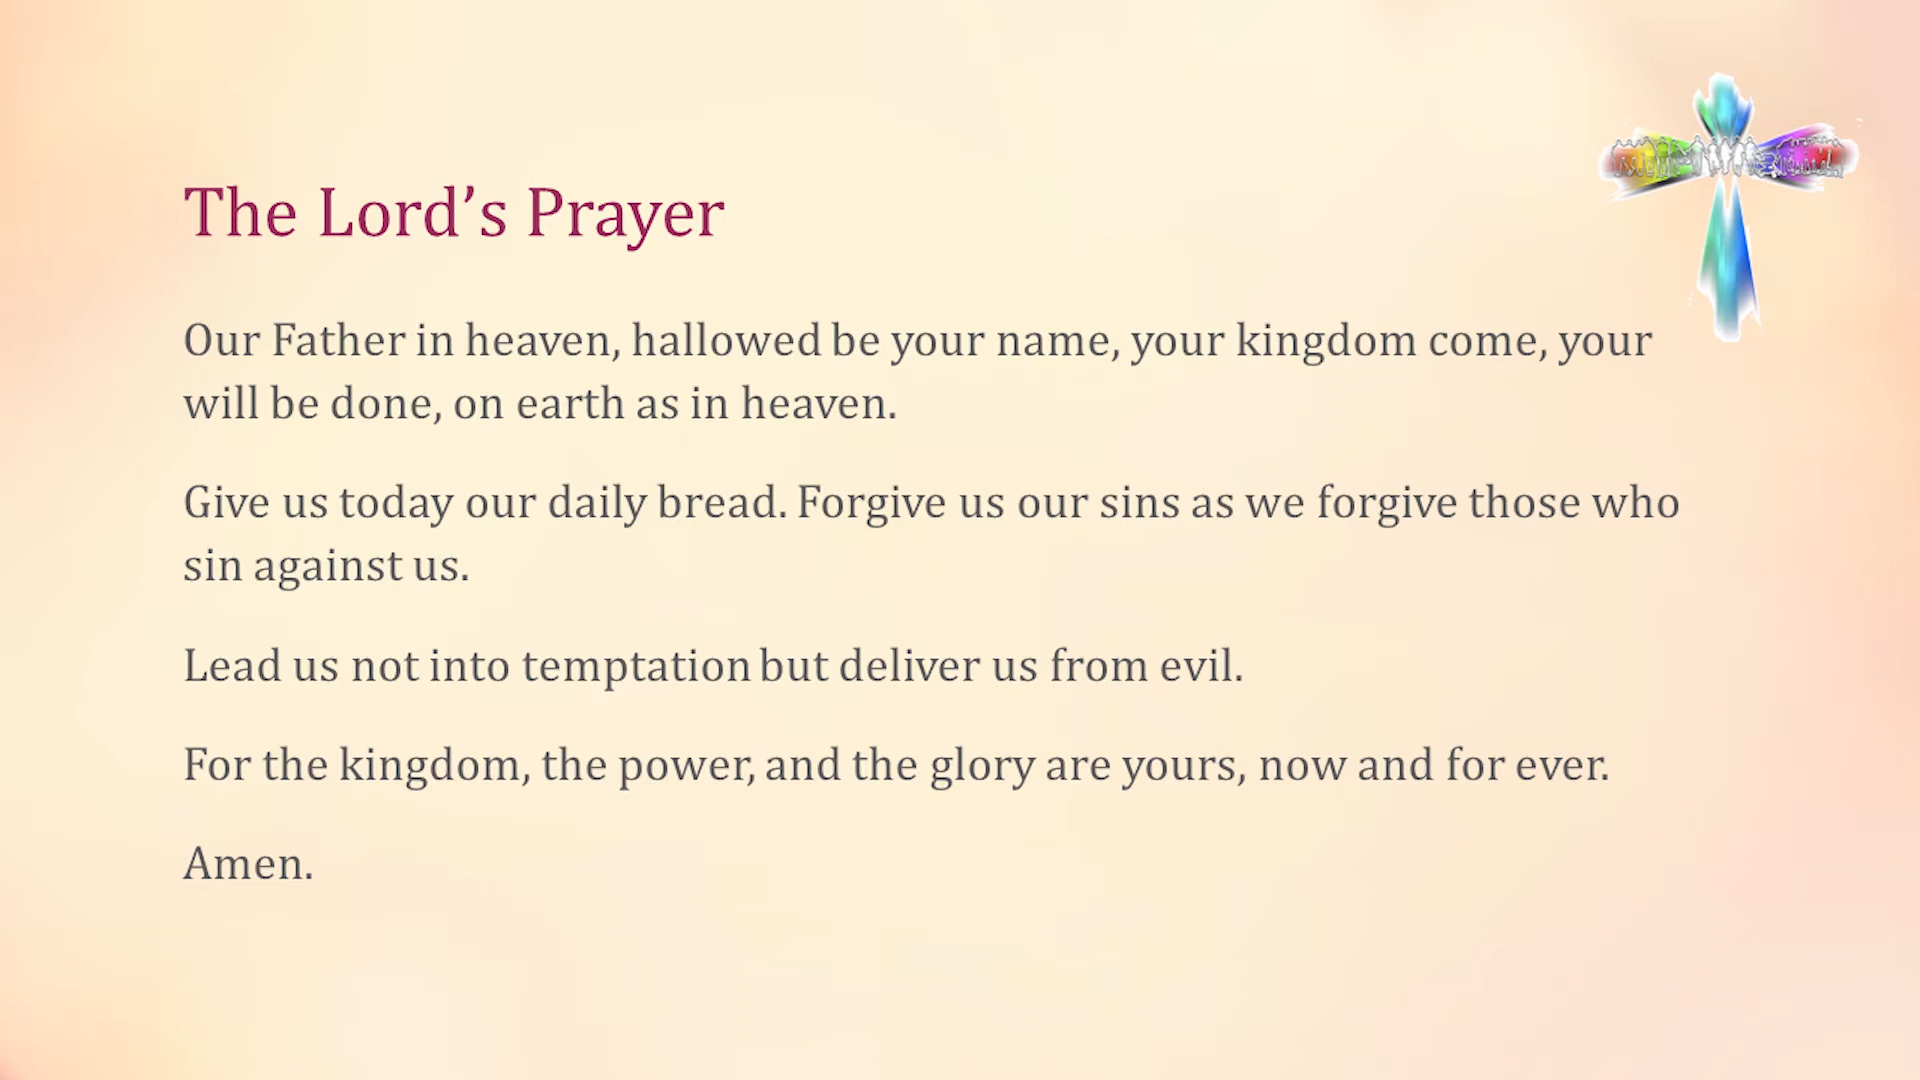 The Lord’s Prayer
Our Father in heaven, hallowed be your name, your kingdom come, your
will be done, on earth as in heaven.
Give us today our daily bread. Forgive us our sins as we forgive those who
sin against us.
Lead us not into temptation but deliver us from evil.
For the kingdom, the power, and the glory are yours, now and for ever.
Amen.